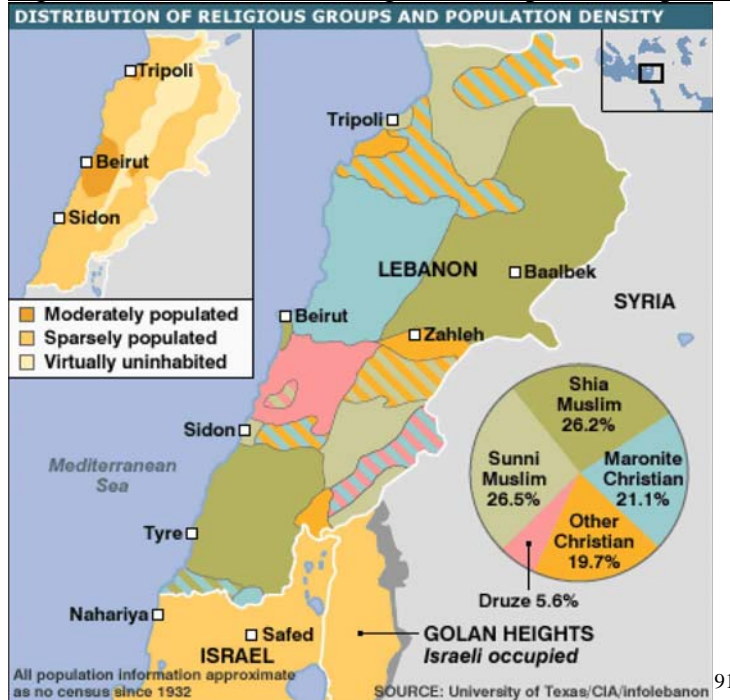 DISTRIBUTION OF RELIGIOUS GROUPS AND POPULATION DENSITY
Tripoli
Beirut
Sidon
Moderately populated
Sparsely populated
Virtually uninhabited
Tripoli
LEBANON
Baalbek
SYRIA
Beirut
Zahleh
Sidon
Mediterranean
Sea
Tyre
Nahariya
Safed
ISRAEL
Shia
Muslim
26.2%
Sunni
Muslim
26.5%
Maronite
Christian
21.1%
Other
Christian
19.7%
Druze 5.6%
GOLAN HEIGHTS
Israeli occupied
All population information approximate
as no census since 1932
SOURCE: University of Texas/CIA/infolebanon
91